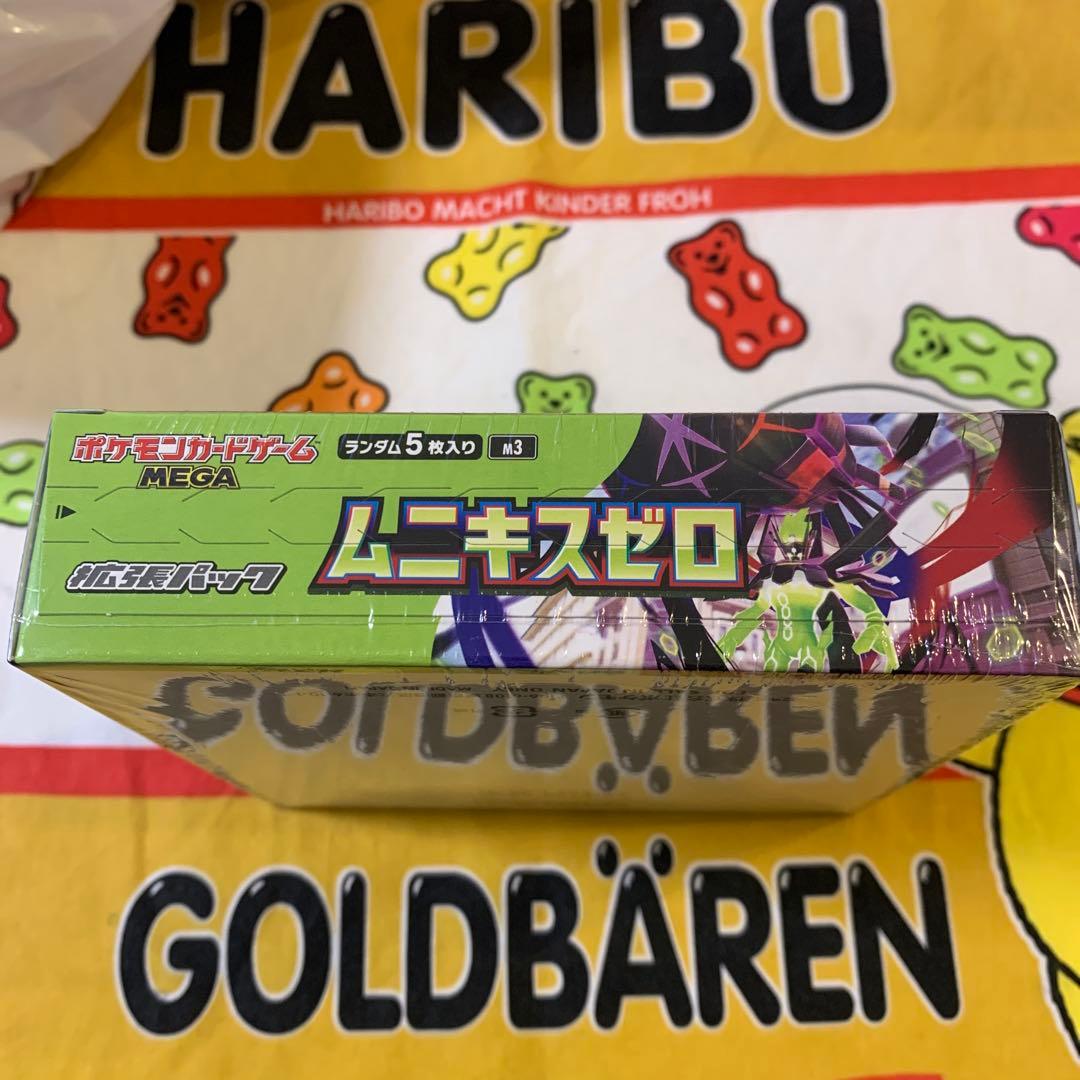 HARIBO
HARIBO MACHT KINDER FROH
ポケモンカードゲーム
MEGA
ランダム5枚入り M3
拡張パック
ムニキスゼロ
GOLDBÄREN
GOLDBÄREN